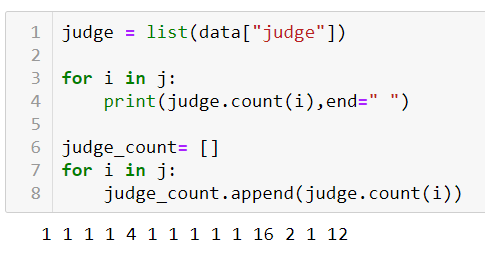 1 judge = list(data["judge"])
2
3 for i in j:
4     print(judge.count(i),end=" ")
5
6 judge_count= []
7 for i in j:
8     judge_count.append(judge.count(i))
1 1 1 1 4 1 1 1 1 1 16 2 1 12